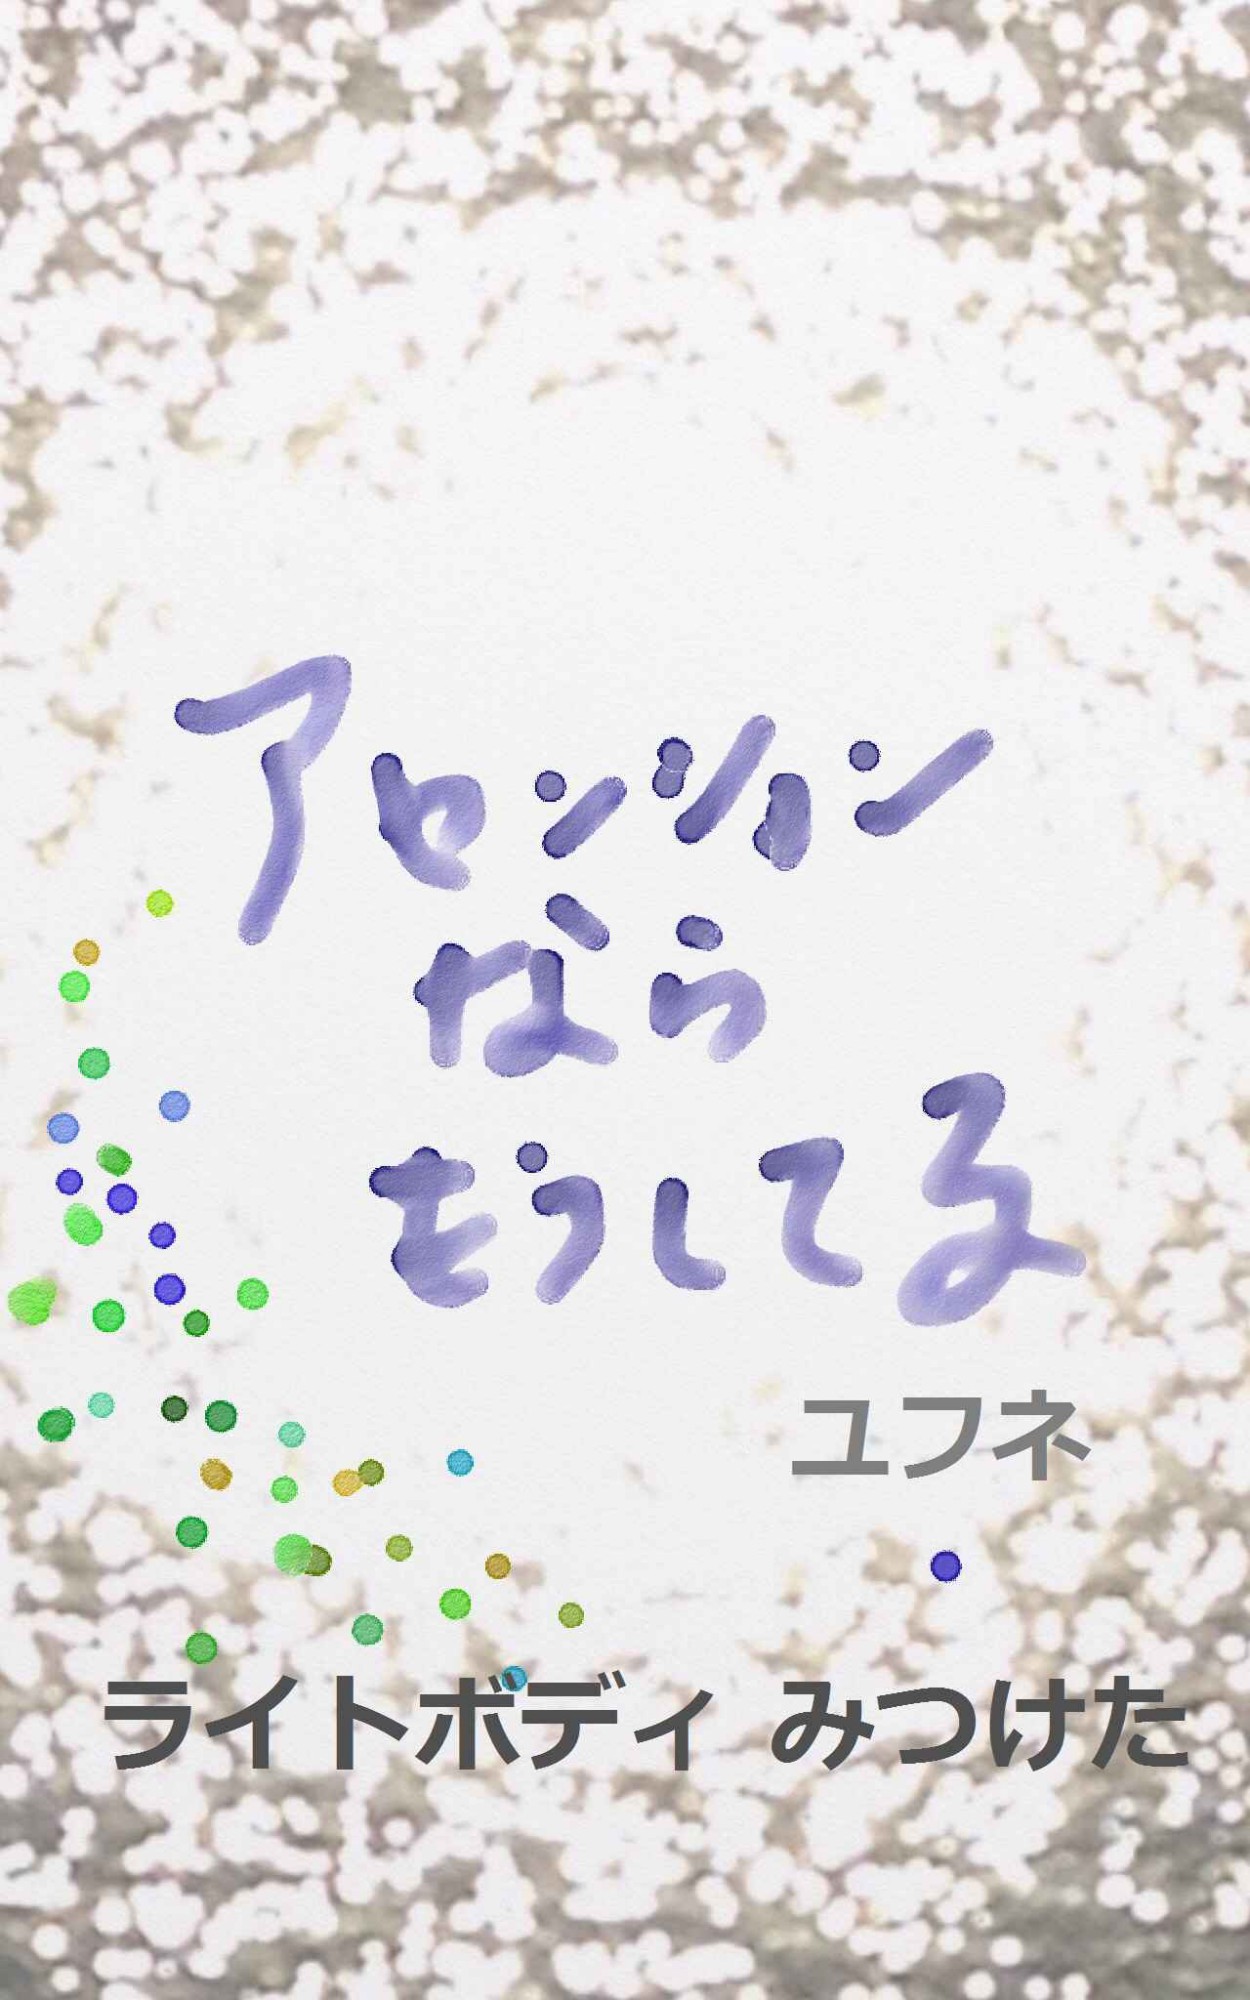 アセンション
なら
もうしてる
ユフネ
ライトボディ みつけた